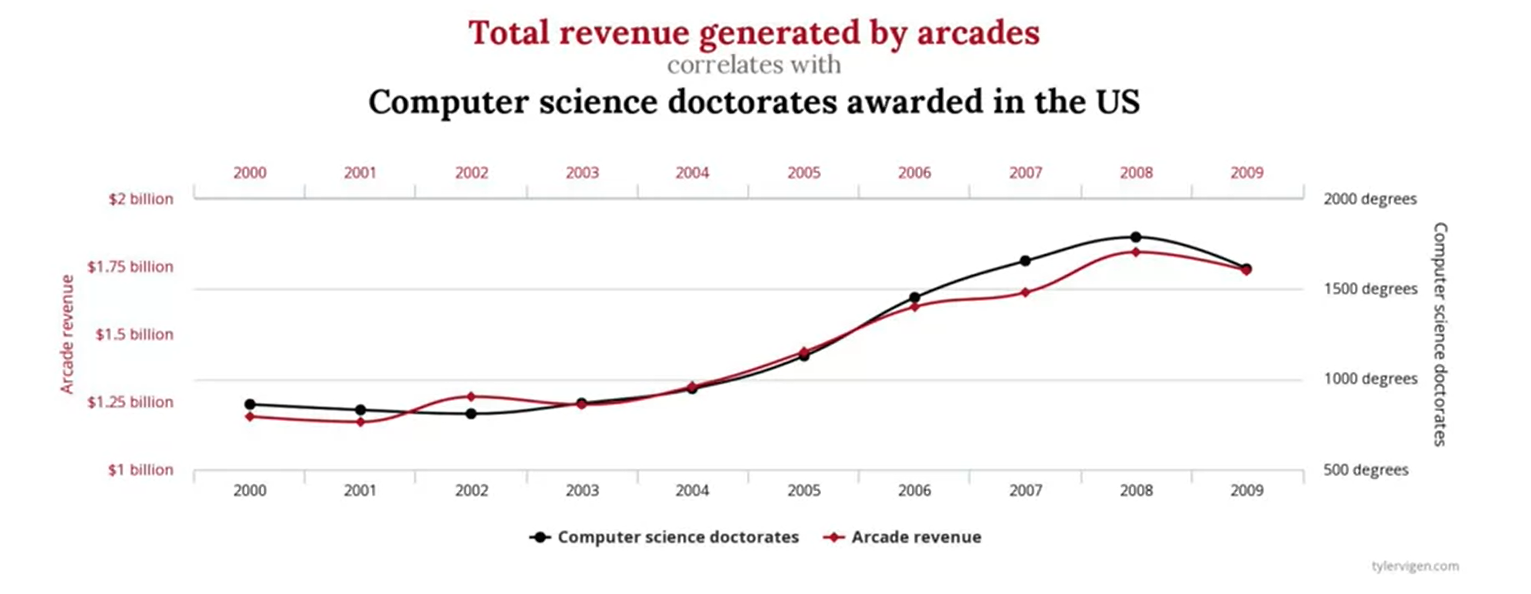 Total revenue generated by arcades
correlates with
Computer science doctorates awarded in the US
2000 2001 2002 2003 2004 2005 2006 2007 2008 2009
$2 billion
$1.75 billion
$1.5 billion
$1.25 billion
$1 billion
Arcade revenue
2000 degrees
1500 degrees
1000 degrees
500 degrees
Computer science doctorates
2000 2001 2002 2003 2004 2005 2006 2007 2008 2009
Computer science doctorates Arcade revenue
tylervigen.com